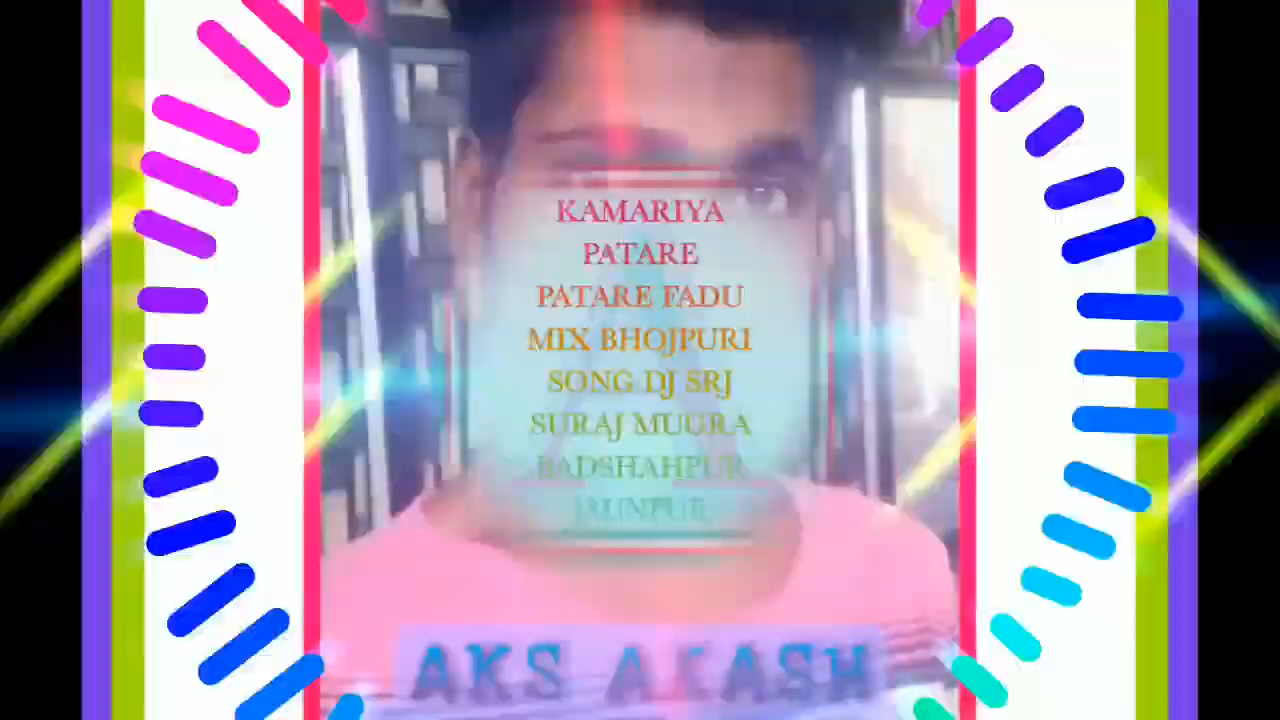 KAMARIYA
PATARE
PATARE FADU
MIX BHOJPURI
SONG DJ SRJ
SURAJ MUURA
BADSHAHPUR
JAUNPUR
AKS AKASH